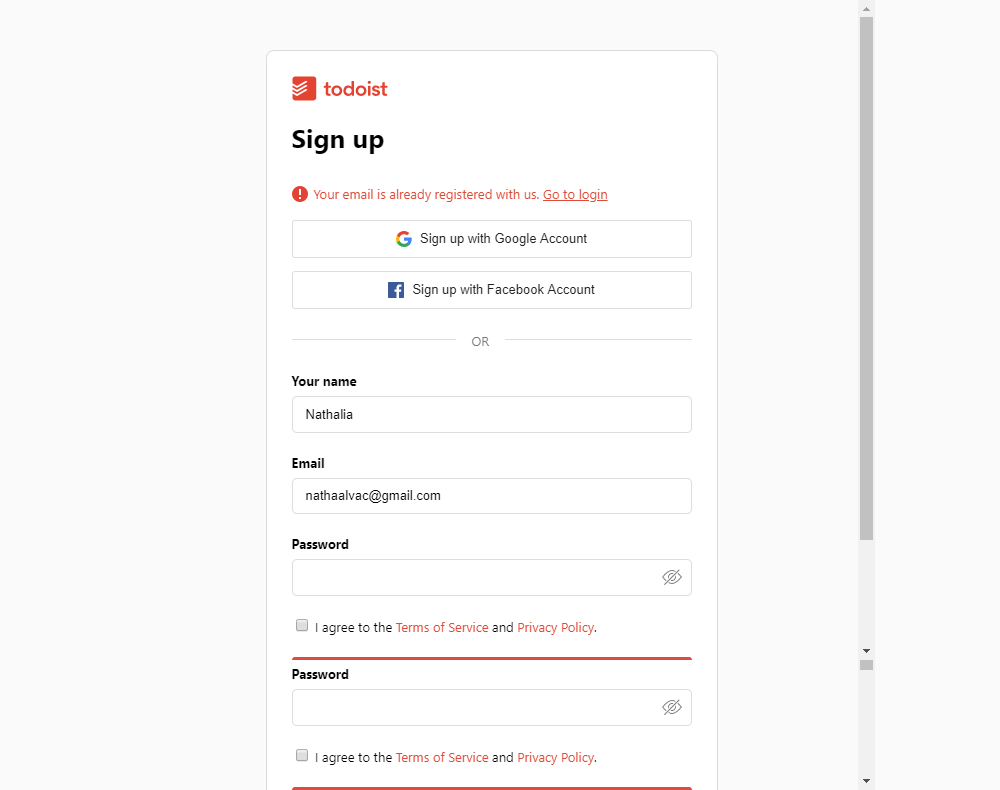 todoist
Sign up
Your email is already registered with us. Go to login
Sign up with Google Account
Sign up with Facebook Account
OR
Your name
Nathalia
Email
nathaalvac@gmail.com
Password
I agree to the Terms of Service and Privacy Policy.
Password
I agree to the Terms of Service and Privacy Policy.